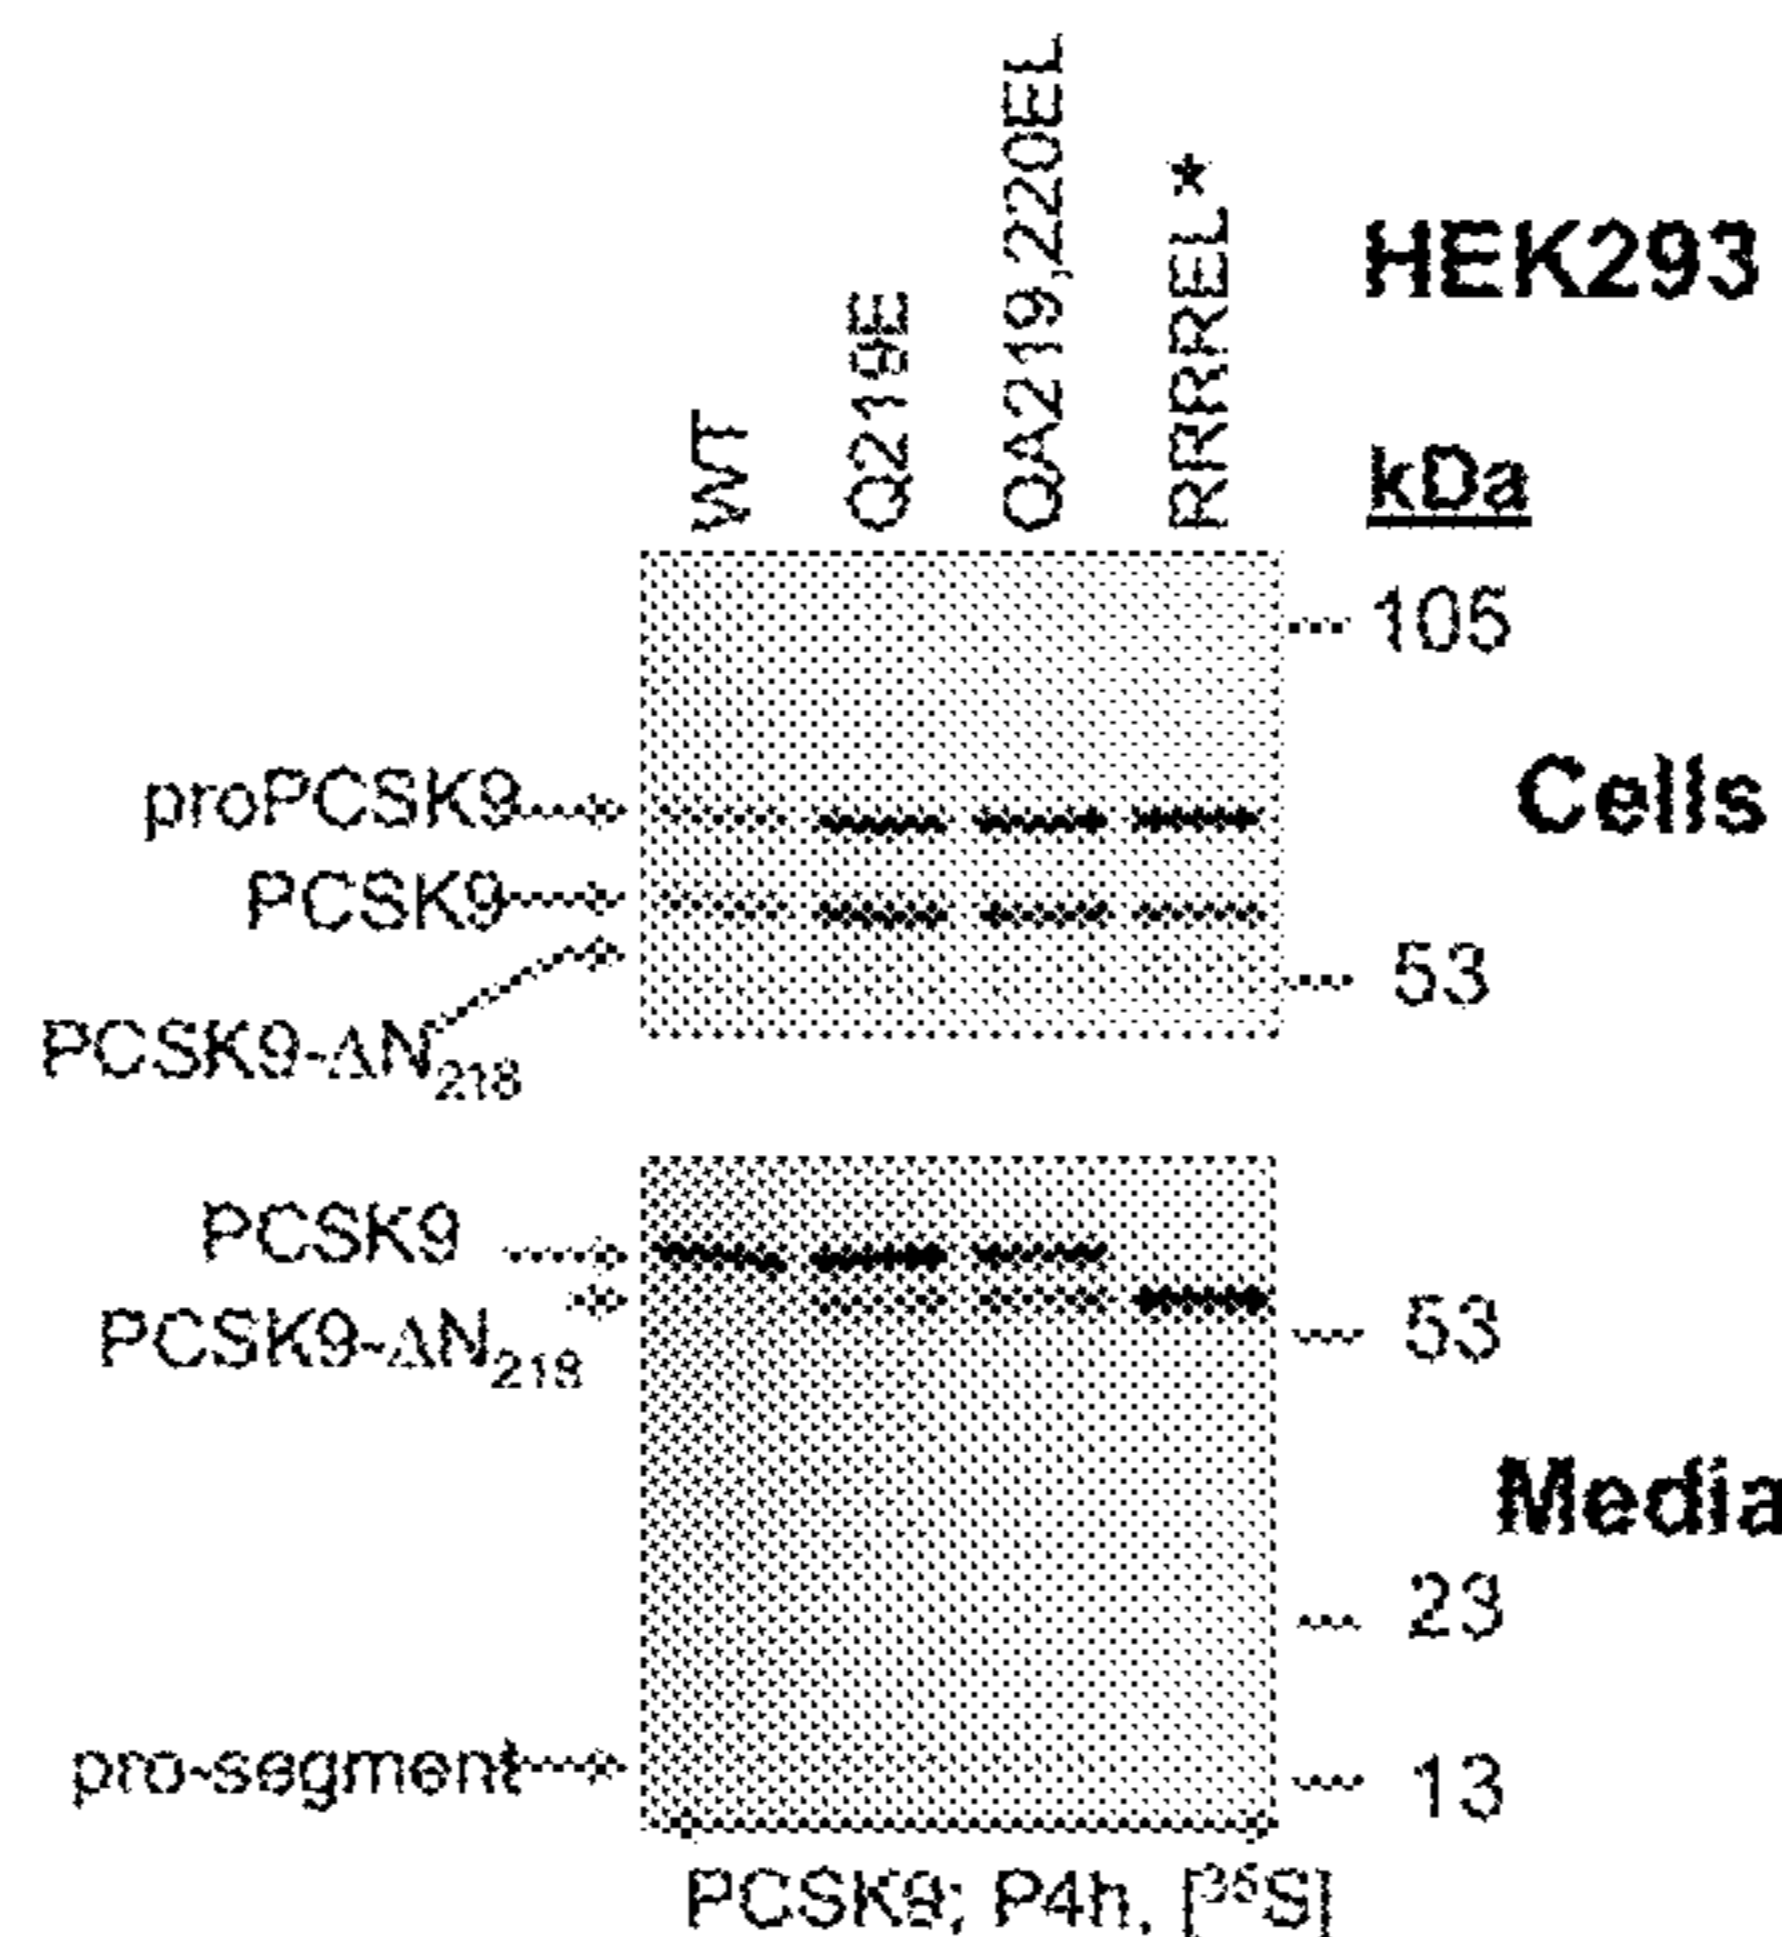 WT
Q219E
QA219,220EL
RRRREL*
HEK293
kDa
105
proPCSK9
Cells
PCSK9
53
PCSK9-ΔN218
PCSK9
53
PCSK9-ΔN218
Media
23
pro-segment
13
PCSK9; P4h, [35S]